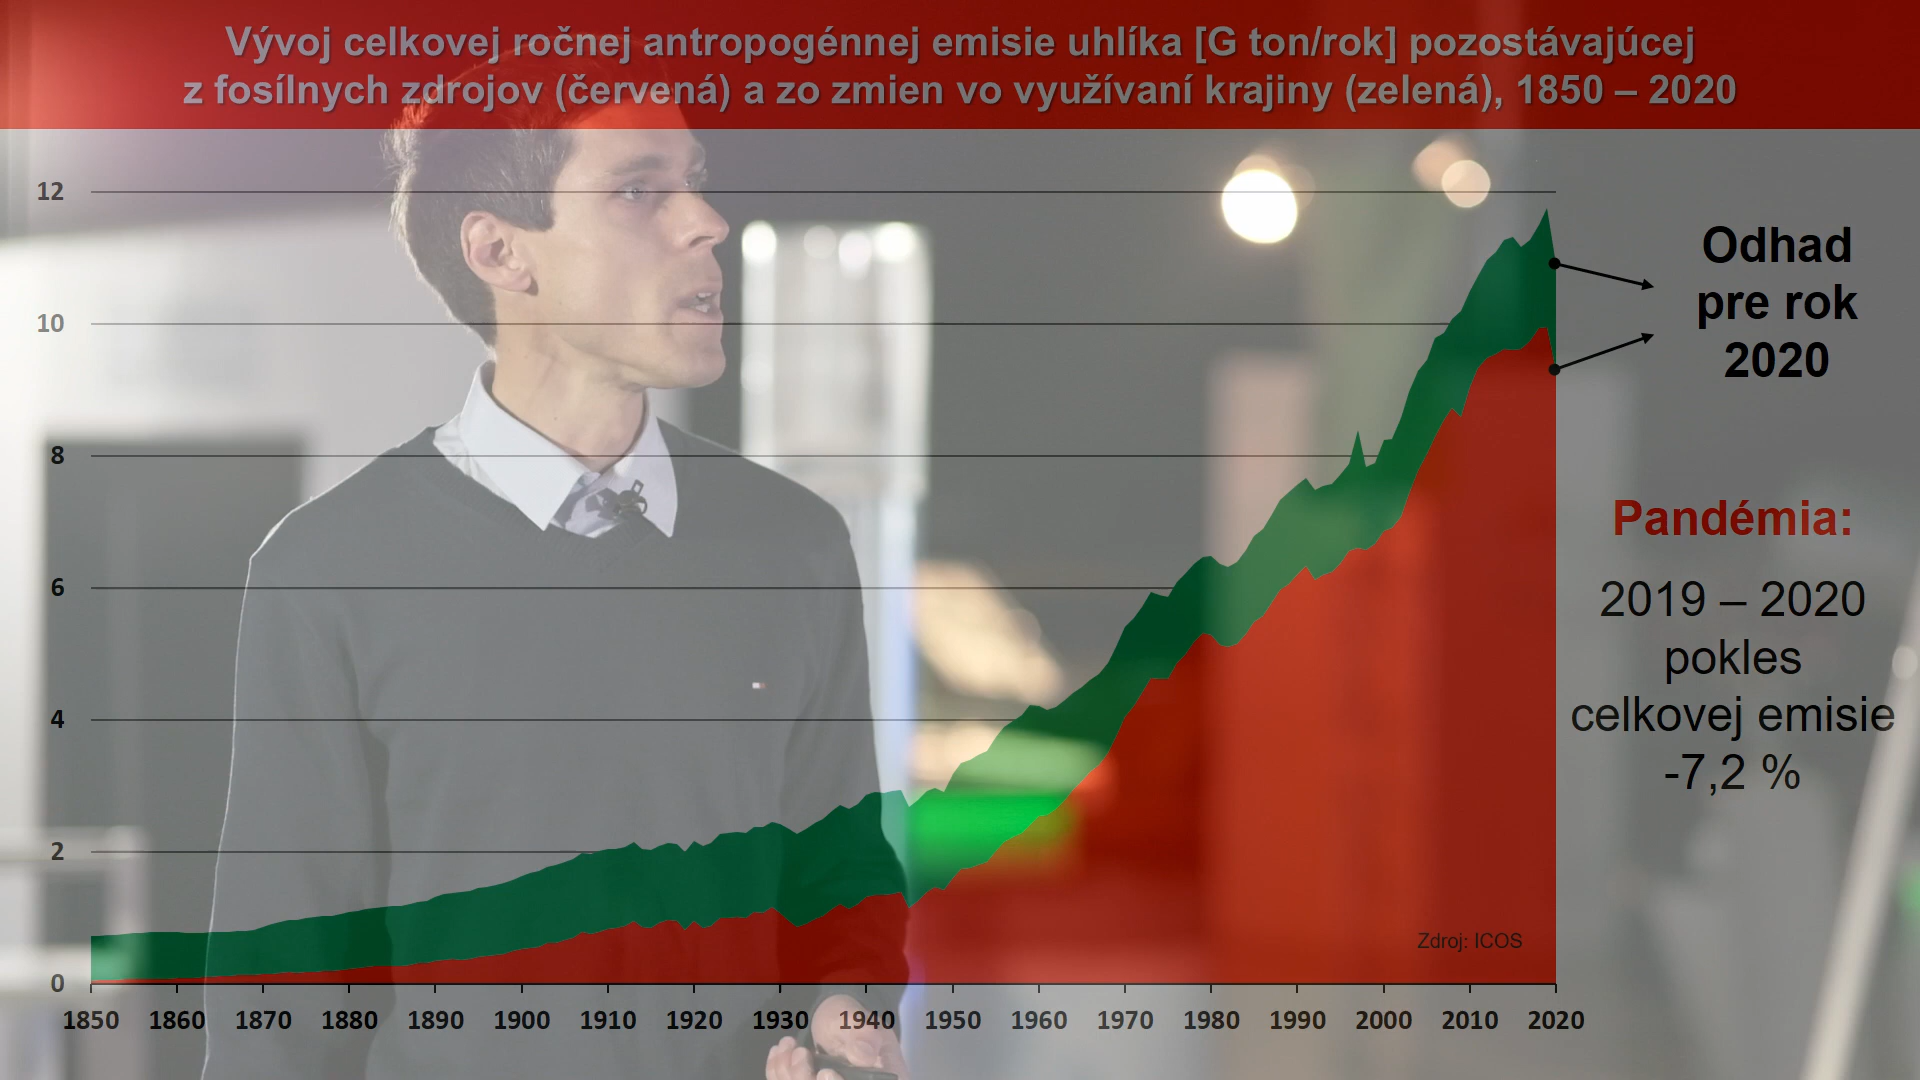 Vývoj celkovej ročnej antropogénnej emisie uhlíka [G ton/rok] pozostávajúcej
z fosílnych zdrojov (červená) a zo zmien vo využívaní krajiny (zelená), 1850 – 2020
12
10
8
6
4
2
0
1850 1860 1870 1880 1890 1900 1910 1920 1930 1940 1950 1960 1970 1980 1990 2000 2010 2020
Zdroj: ICOS
Odhad
pre rok
2020
Pandémia:
2019 – 2020
pokles
celkovej emisie
-7,2 %